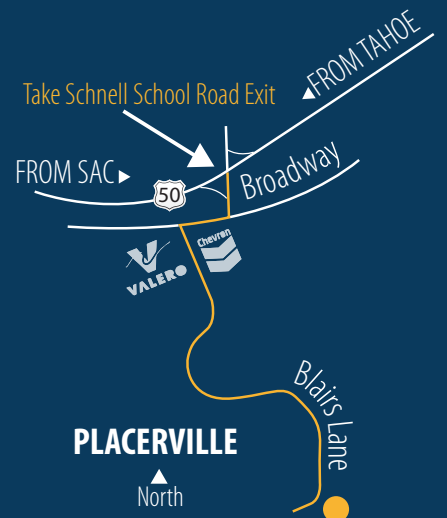 FROM TAHOE
Take Schnell School Road Exit
FROM SAC
50
Broadway
VALERO
Chevron
Blairs Lane
PLACERVILLE
North